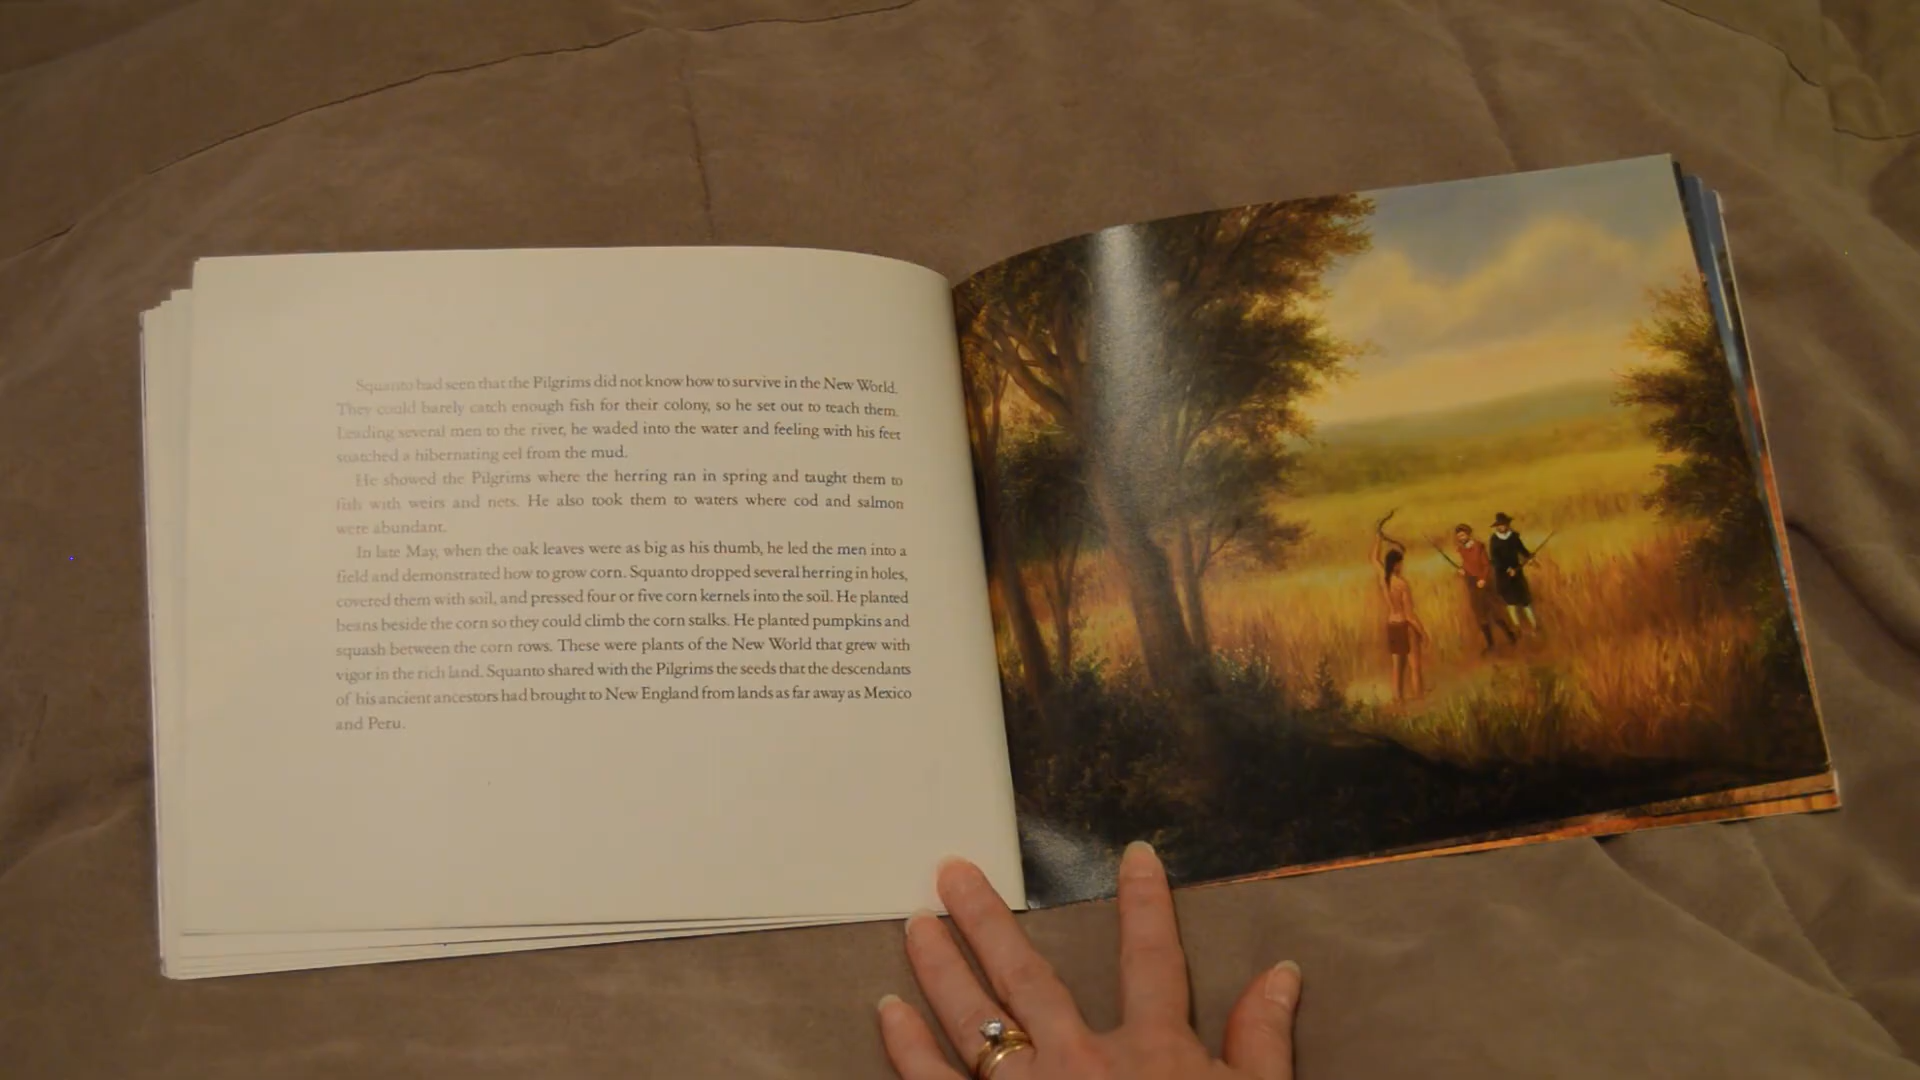 Squanto had seen that the Pilgrims did not know how to survive in the New World.
They could barely catch enough fish for their colony, so he set out to teach them.
Leading several men to the river, he waded into the water and feeling with his feet
snatched a hibernating eel from the mud.
He showed the Pilgrims where the herring ran in spring and taught them to
fish with weirs and nets. He also took them to waters where cod and salmon
were abundant.
In late May, when the oak leaves were as big as his thumb, he led the men into a
field and demonstrated how to grow corn. Squanto dropped several herring in holes,
covered them with soil, and pressed four or five corn kernels into the soil. He planted
beans beside the corn so they could climb the corn stalks. He planted pumpkins and
squash between the corn rows. These were plants of the New World that grew with
vigor in the rich land. Squanto shared with the Pilgrims the seeds that the descendants
of his ancient ancestors had brought to New England from lands as far away as Mexico
and Peru.